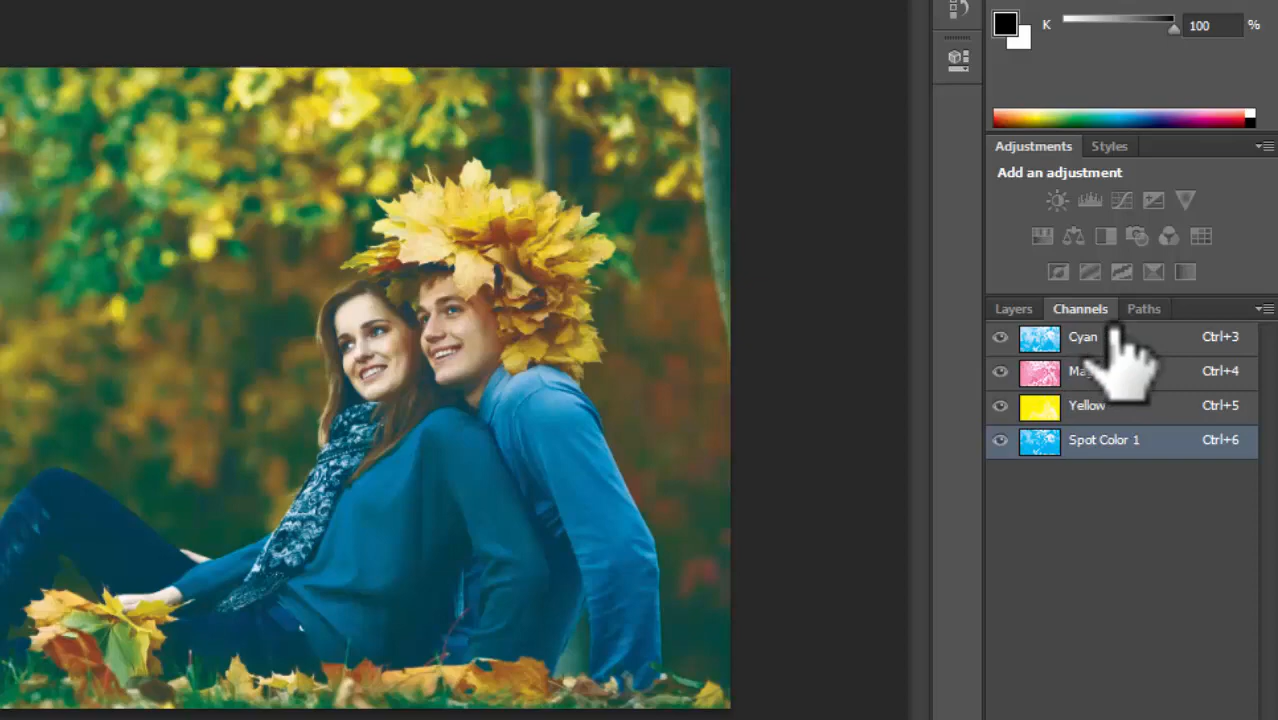 K 100 %
Adjustments Styles
Add an adjustment
Layers Channels Paths
Cyan Ctrl+3
Ctrl+4
Yellow Ctrl+5
Spot Color 1 Ctrl+6